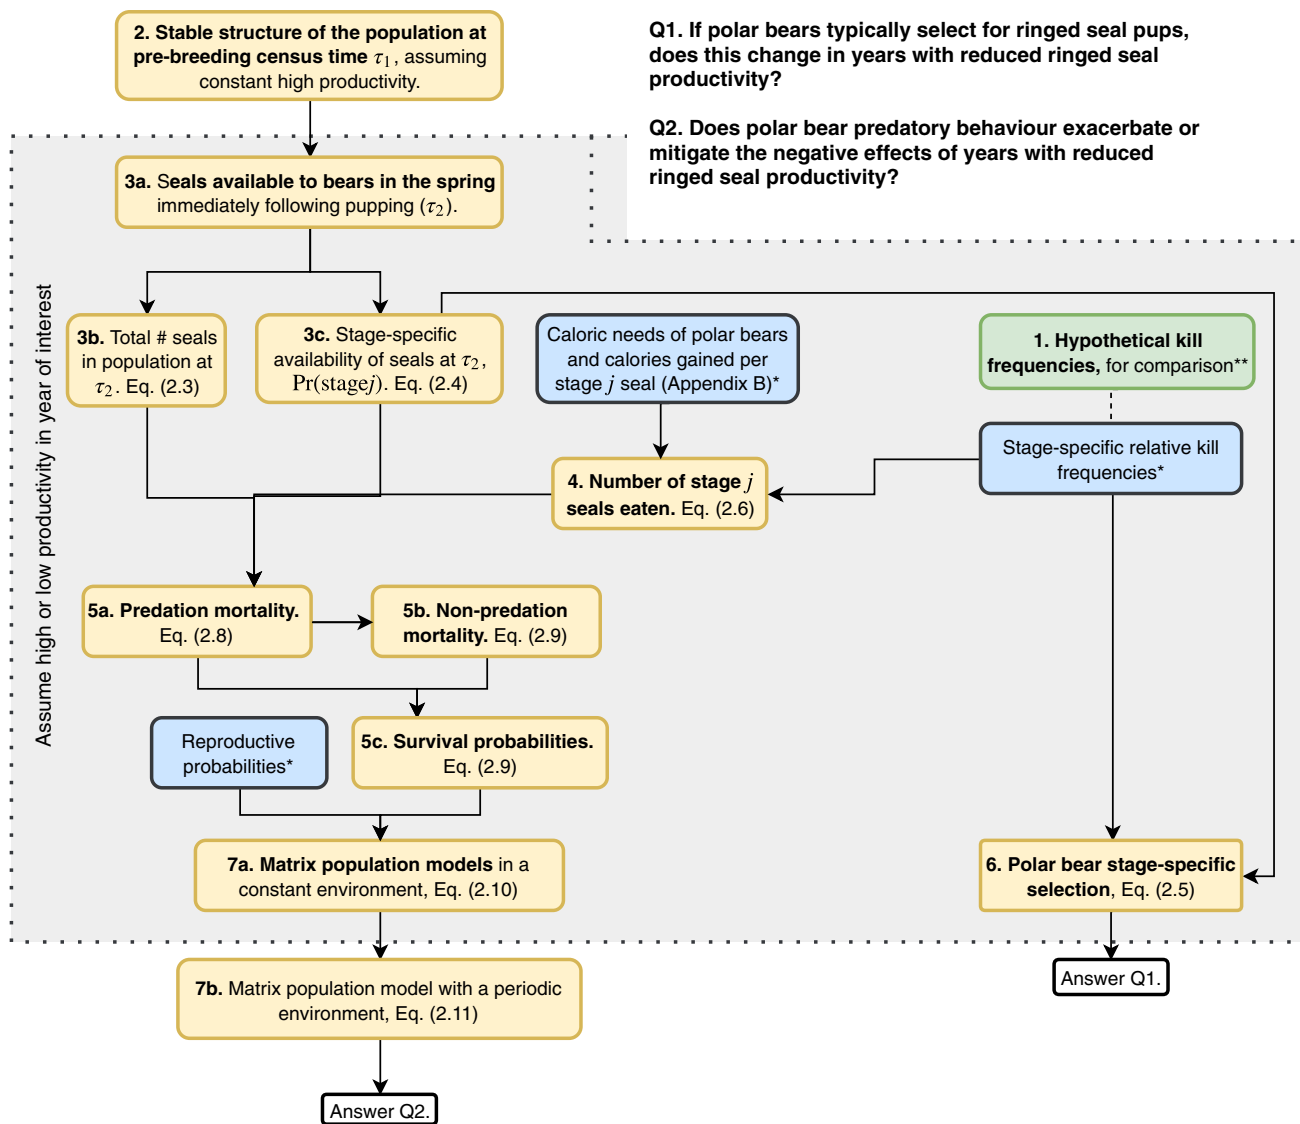 2. Stable structure of the population at
pre-breeding census time τ₁, assuming
constant high productivity.
Q1. If polar bears typically select for ringed seal pups,
does this change in years with reduced ringed seal
productivity?
Q2. Does polar bear predatory behaviour exacerbate or
mitigate the negative effects of years with reduced
ringed seal productivity?
3a. Seals available to bears in the spring
immediately following pupping (τ₂).
Assume high or low productivity in year of interest
3b. Total # seals
in population at
τ₂. Eq. (2.3)
3c. Stage-specific
availability of seals at τ₂,
Pr(stagej). Eq. (2.4)
Caloric needs of polar bears
and calories gained per
stage j seal (Appendix B)*
1. Hypothetical kill
frequencies, for comparison**
Stage-specific relative kill
frequencies*
4. Number of stage j
seals eaten. Eq. (2.6)
5a. Predation mortality.
Eq. (2.8)
5b. Non-predation
mortality. Eq. (2.9)
Reproductive
probabilities*
5c. Survival probabilities.
Eq. (2.9)
7a. Matrix population models in a
constant environment, Eq. (2.10)
6. Polar bear stage-specific
selection, Eq. (2.5)
7b. Matrix population model with a periodic
environment, Eq. (2.11)
Answer Q1.
Answer Q2.